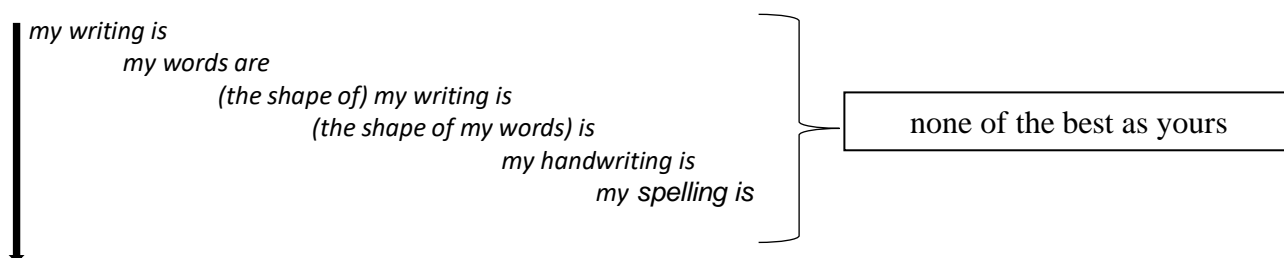 my writing is
my words are
(the shape of) my writing is
(the shape of my words) is
my handwriting is
my spelling is
none of the best as yours